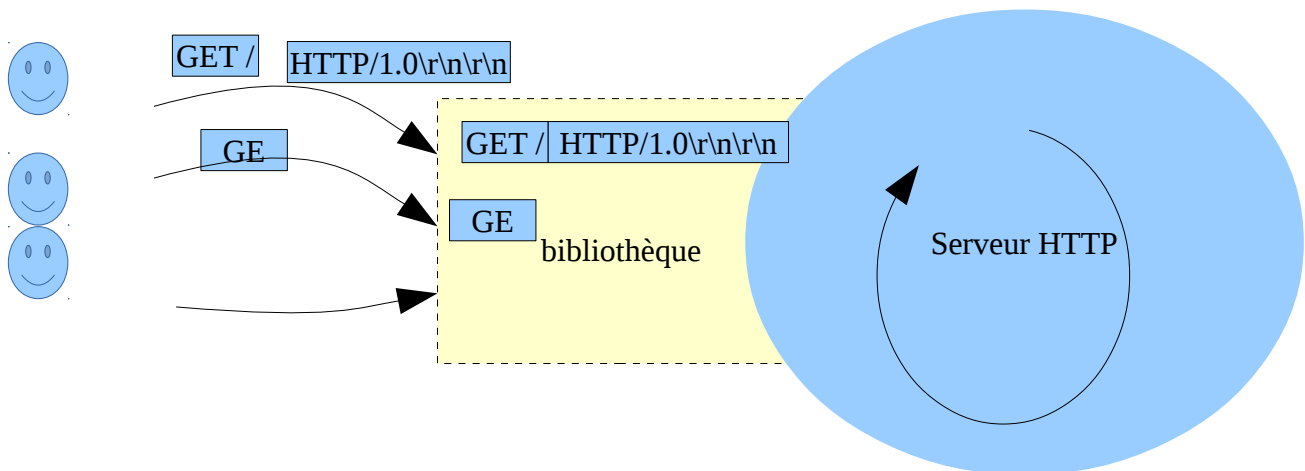 GET /
HTTP/1.0\r\n\r\n
GET / HTTP/1.0\r\n\r\n
GE
GE
bibliothèque
Serveur HTTP